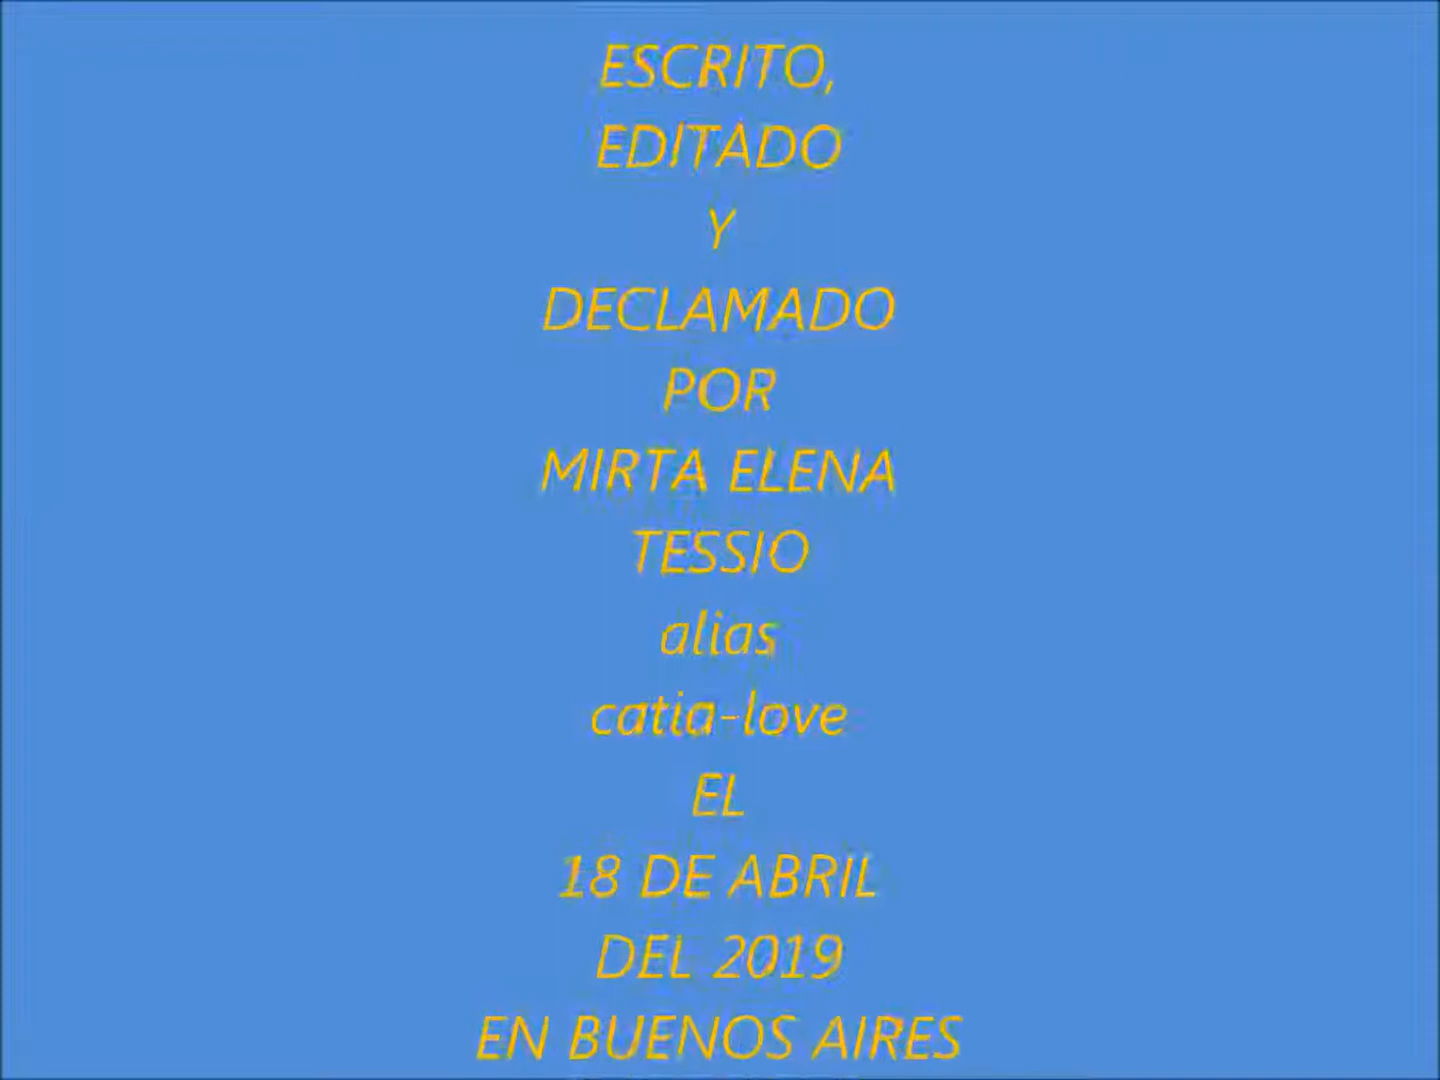 ESCRITO,
EDITADO
Y
DECLAMADO
POR
MIRTA ELENA
TESSIO
alias
catia-love
EL
18 DE ABRIL
DEL 2019
EN BUENOS AIRES